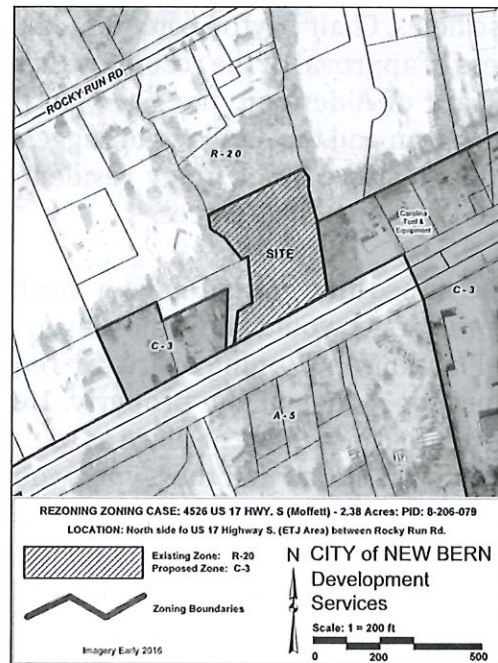 ROCKY RUN RD
R-20
SITE
Carolina
Tool &
Equipment
C-3
C-3
A-5
REZONING ZONING CASE: 4526 US 17 HWY. S (Moffett) - 2.38 Acres: PID: 8-206-079
LOCATION: North side fo US 17 Highway S. (ETJ Area) between Rocky Run Rd.
Existing Zone: R-20
Proposed Zone: C-3
Zoning Boundaries
Imagery Early 2016
N
CITY of NEW BERN
Development
Services
Scale: 1 = 200 ft
0 200 500